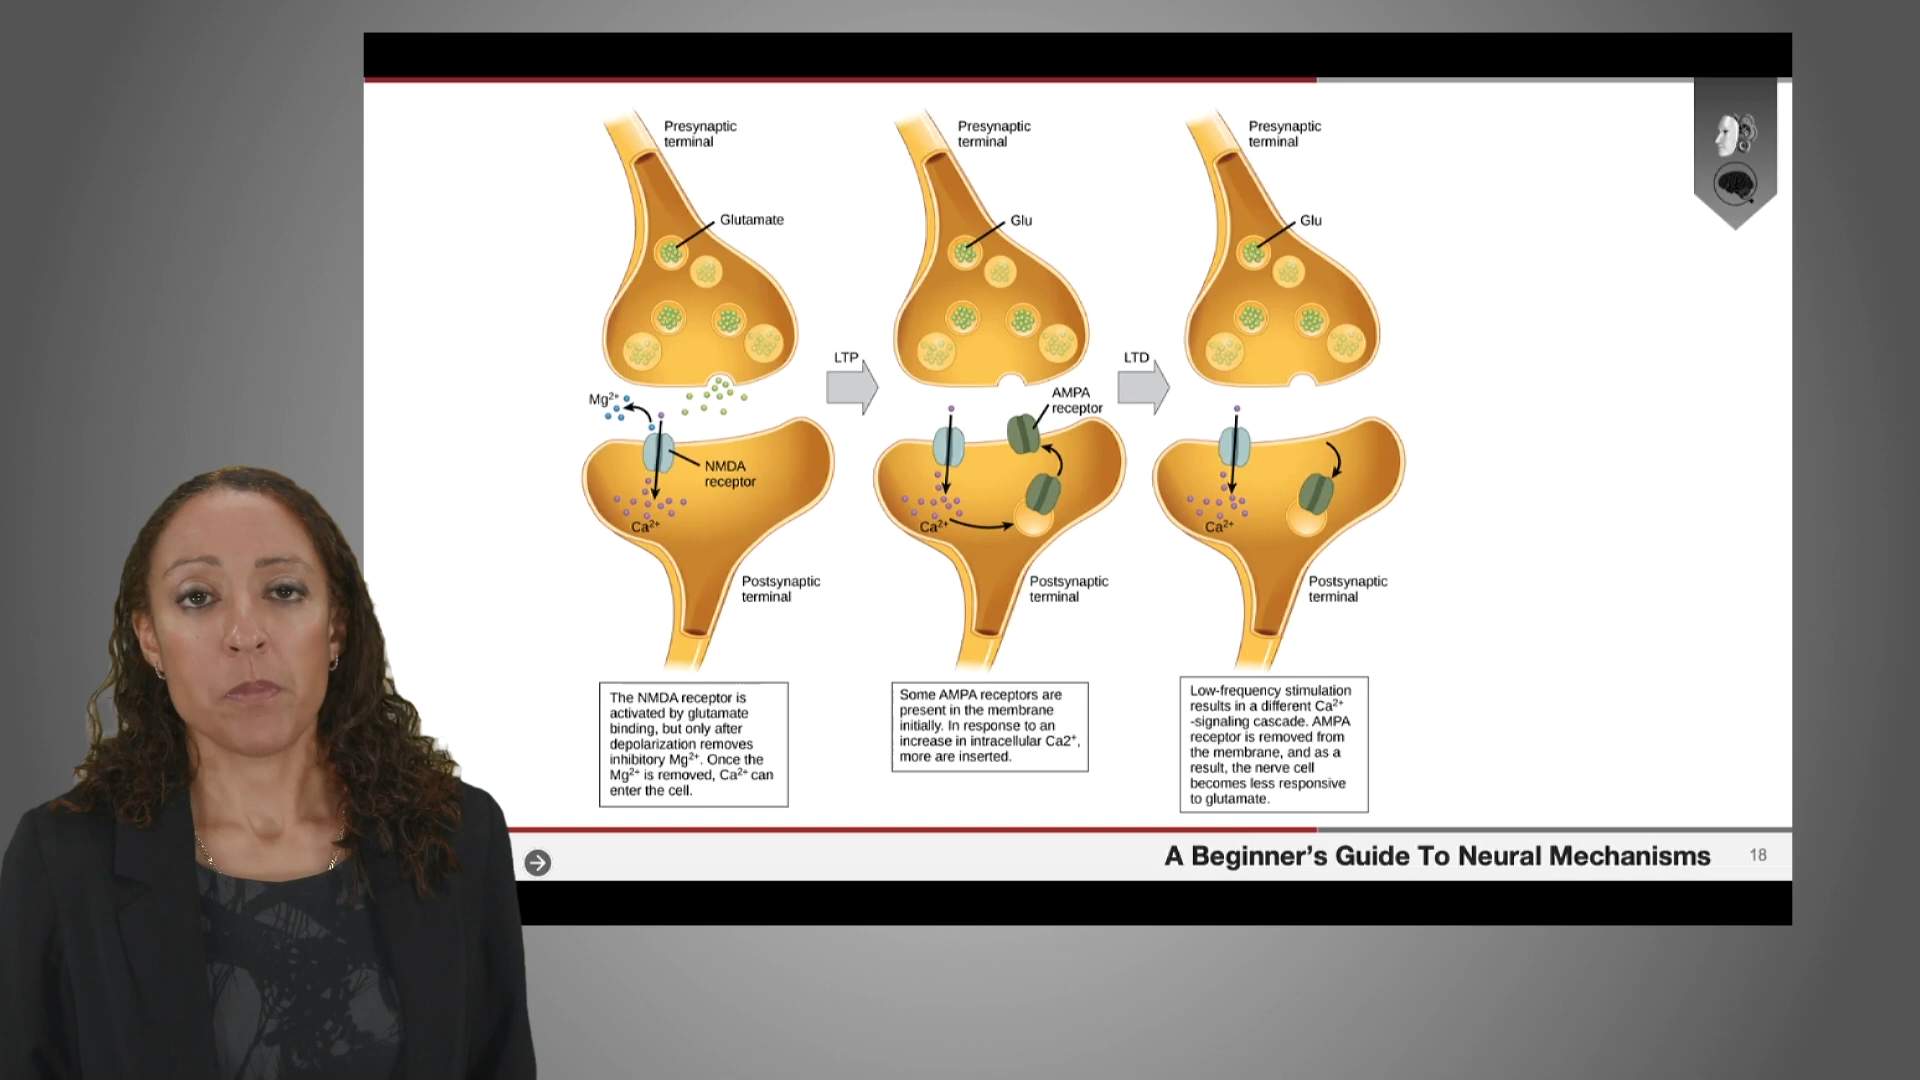 Presynaptic
terminal
Glutamate
Mg²⁺
NMDA
receptor
Ca²⁺
Postsynaptic
terminal
The NMDA receptor is
activated by glutamate
binding, but only after
depolarization removes
inhibitory Mg²⁺. Once the
Mg²⁺ is removed, Ca²⁺ can
enter the cell.
LTP
Presynaptic
terminal
Glu
AMPA
receptor
Ca²⁺
Postsynaptic
terminal
Some AMPA receptors are
present in the membrane
initially. In response to an
increase in intracellular Ca2⁺,
more are inserted.
LTD
Presynaptic
terminal
Glu
Ca²⁺
Postsynaptic
terminal
Low-frequency stimulation
results in a different Ca²⁺
-signaling cascade. AMPA
receptor is removed from
the membrane, and as a
result, the nerve cell
becomes less responsive
to glutamate.
A Beginner’s Guide To Neural Mechanisms 18